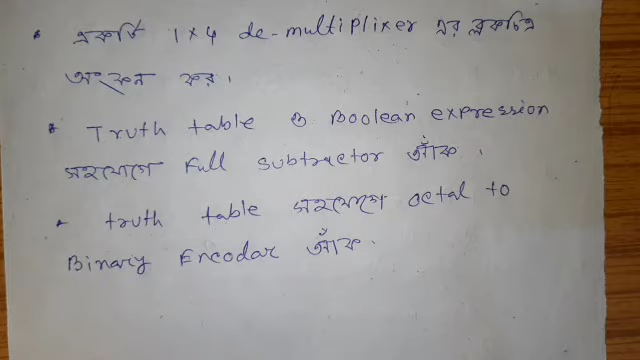 * একটি 1×4 de-multiplixer এর ব্লকচিত্র
অংকন কর।
* Truth table ও Boolean expression
সহযোগে Full subtractor আঁক।
* truth table সহযোগে octal to
Binary Encodar আঁক।